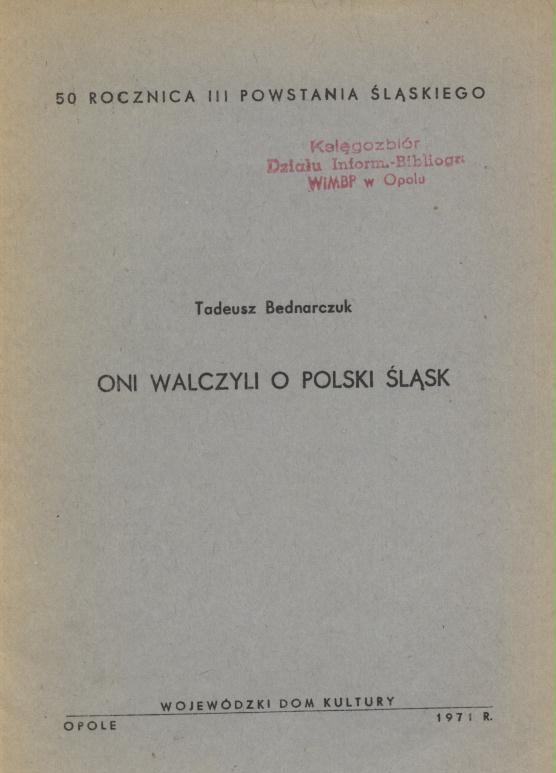 50 ROCZNICA III POWSTANIA ŚLĄSKIEGO
Księgozbiór
Działu Inform.-Bibliogr.
WiMBP w Opolu
Tadeusz Bednarczuk
ONI WALCZYLI O POLSKI ŚLĄSK
WOJEWÓDZKI DOM KULTURY
OPOLE 1971 R.